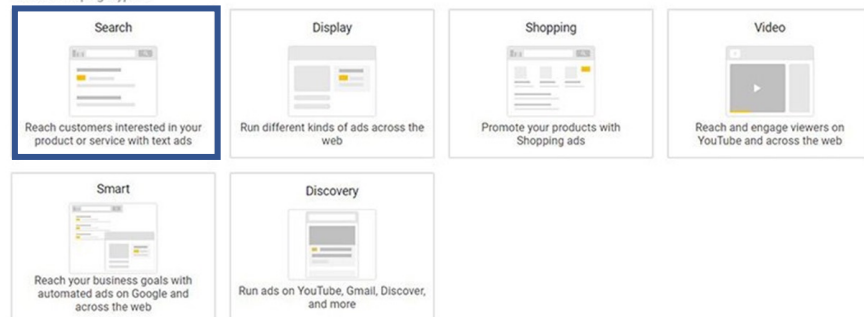 Search
Reach customers interested in your
product or service with text ads
Display
Run different kinds of ads across the
web
Shopping
Promote your products with
Shopping ads
Video
Reach and engage viewers on
YouTube and across the web
Smart
Reach your business goals with
automated ads on Google and
across the web
Discovery
Run ads on YouTube, Gmail, Discover,
and more